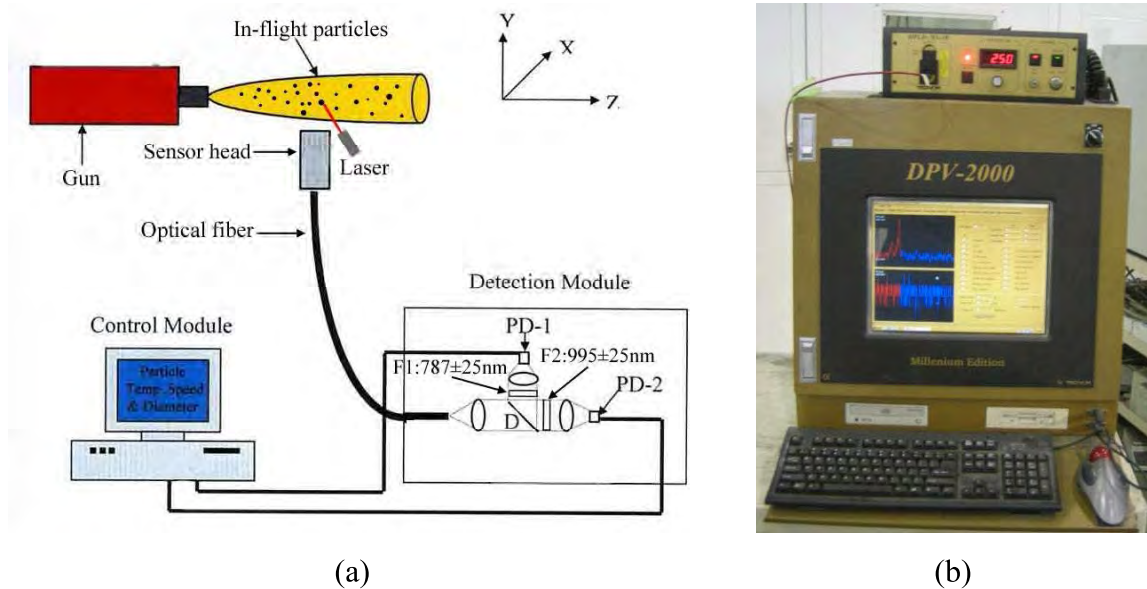 In-flight particles
Y
X
Z
Gun
Sensor head
Laser
Optical fiber
Detection Module
Control Module
PD-1
F1:787±25nm
F2:995±25nm
PD-2
D
Particle
Temp. Speed
& Diameter
250
DPV-2000
Millenium Edition
(a)
(b)